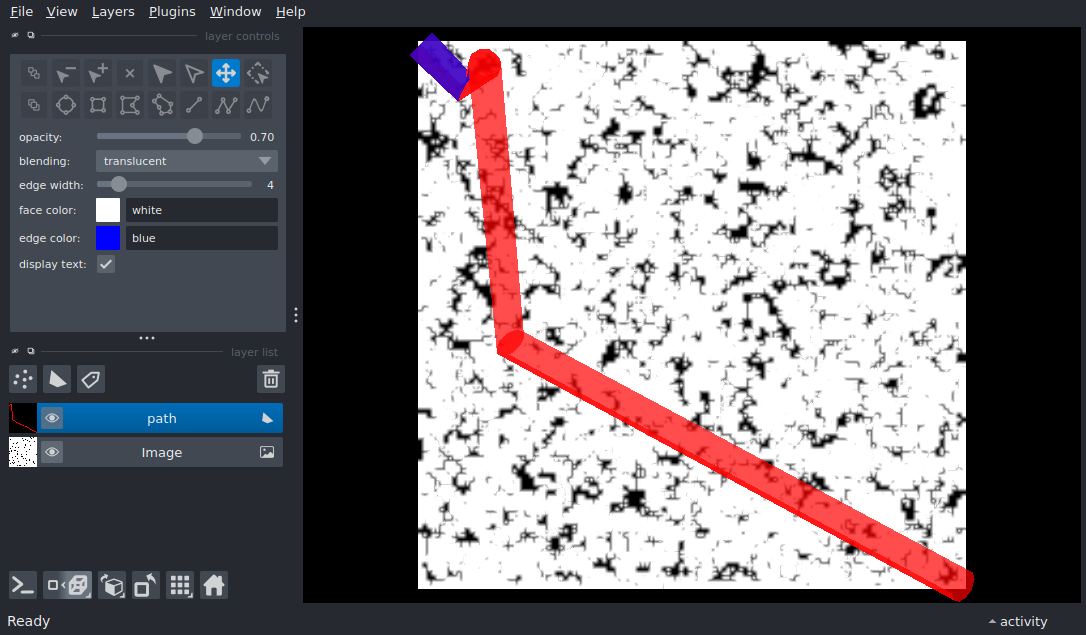 File View Layers Plugins Window Help
layer controls
opacity: 0.70
blending: translucent
edge width: 4
face color: white
edge color: blue
display text:
layer list
path
Image
Ready activity